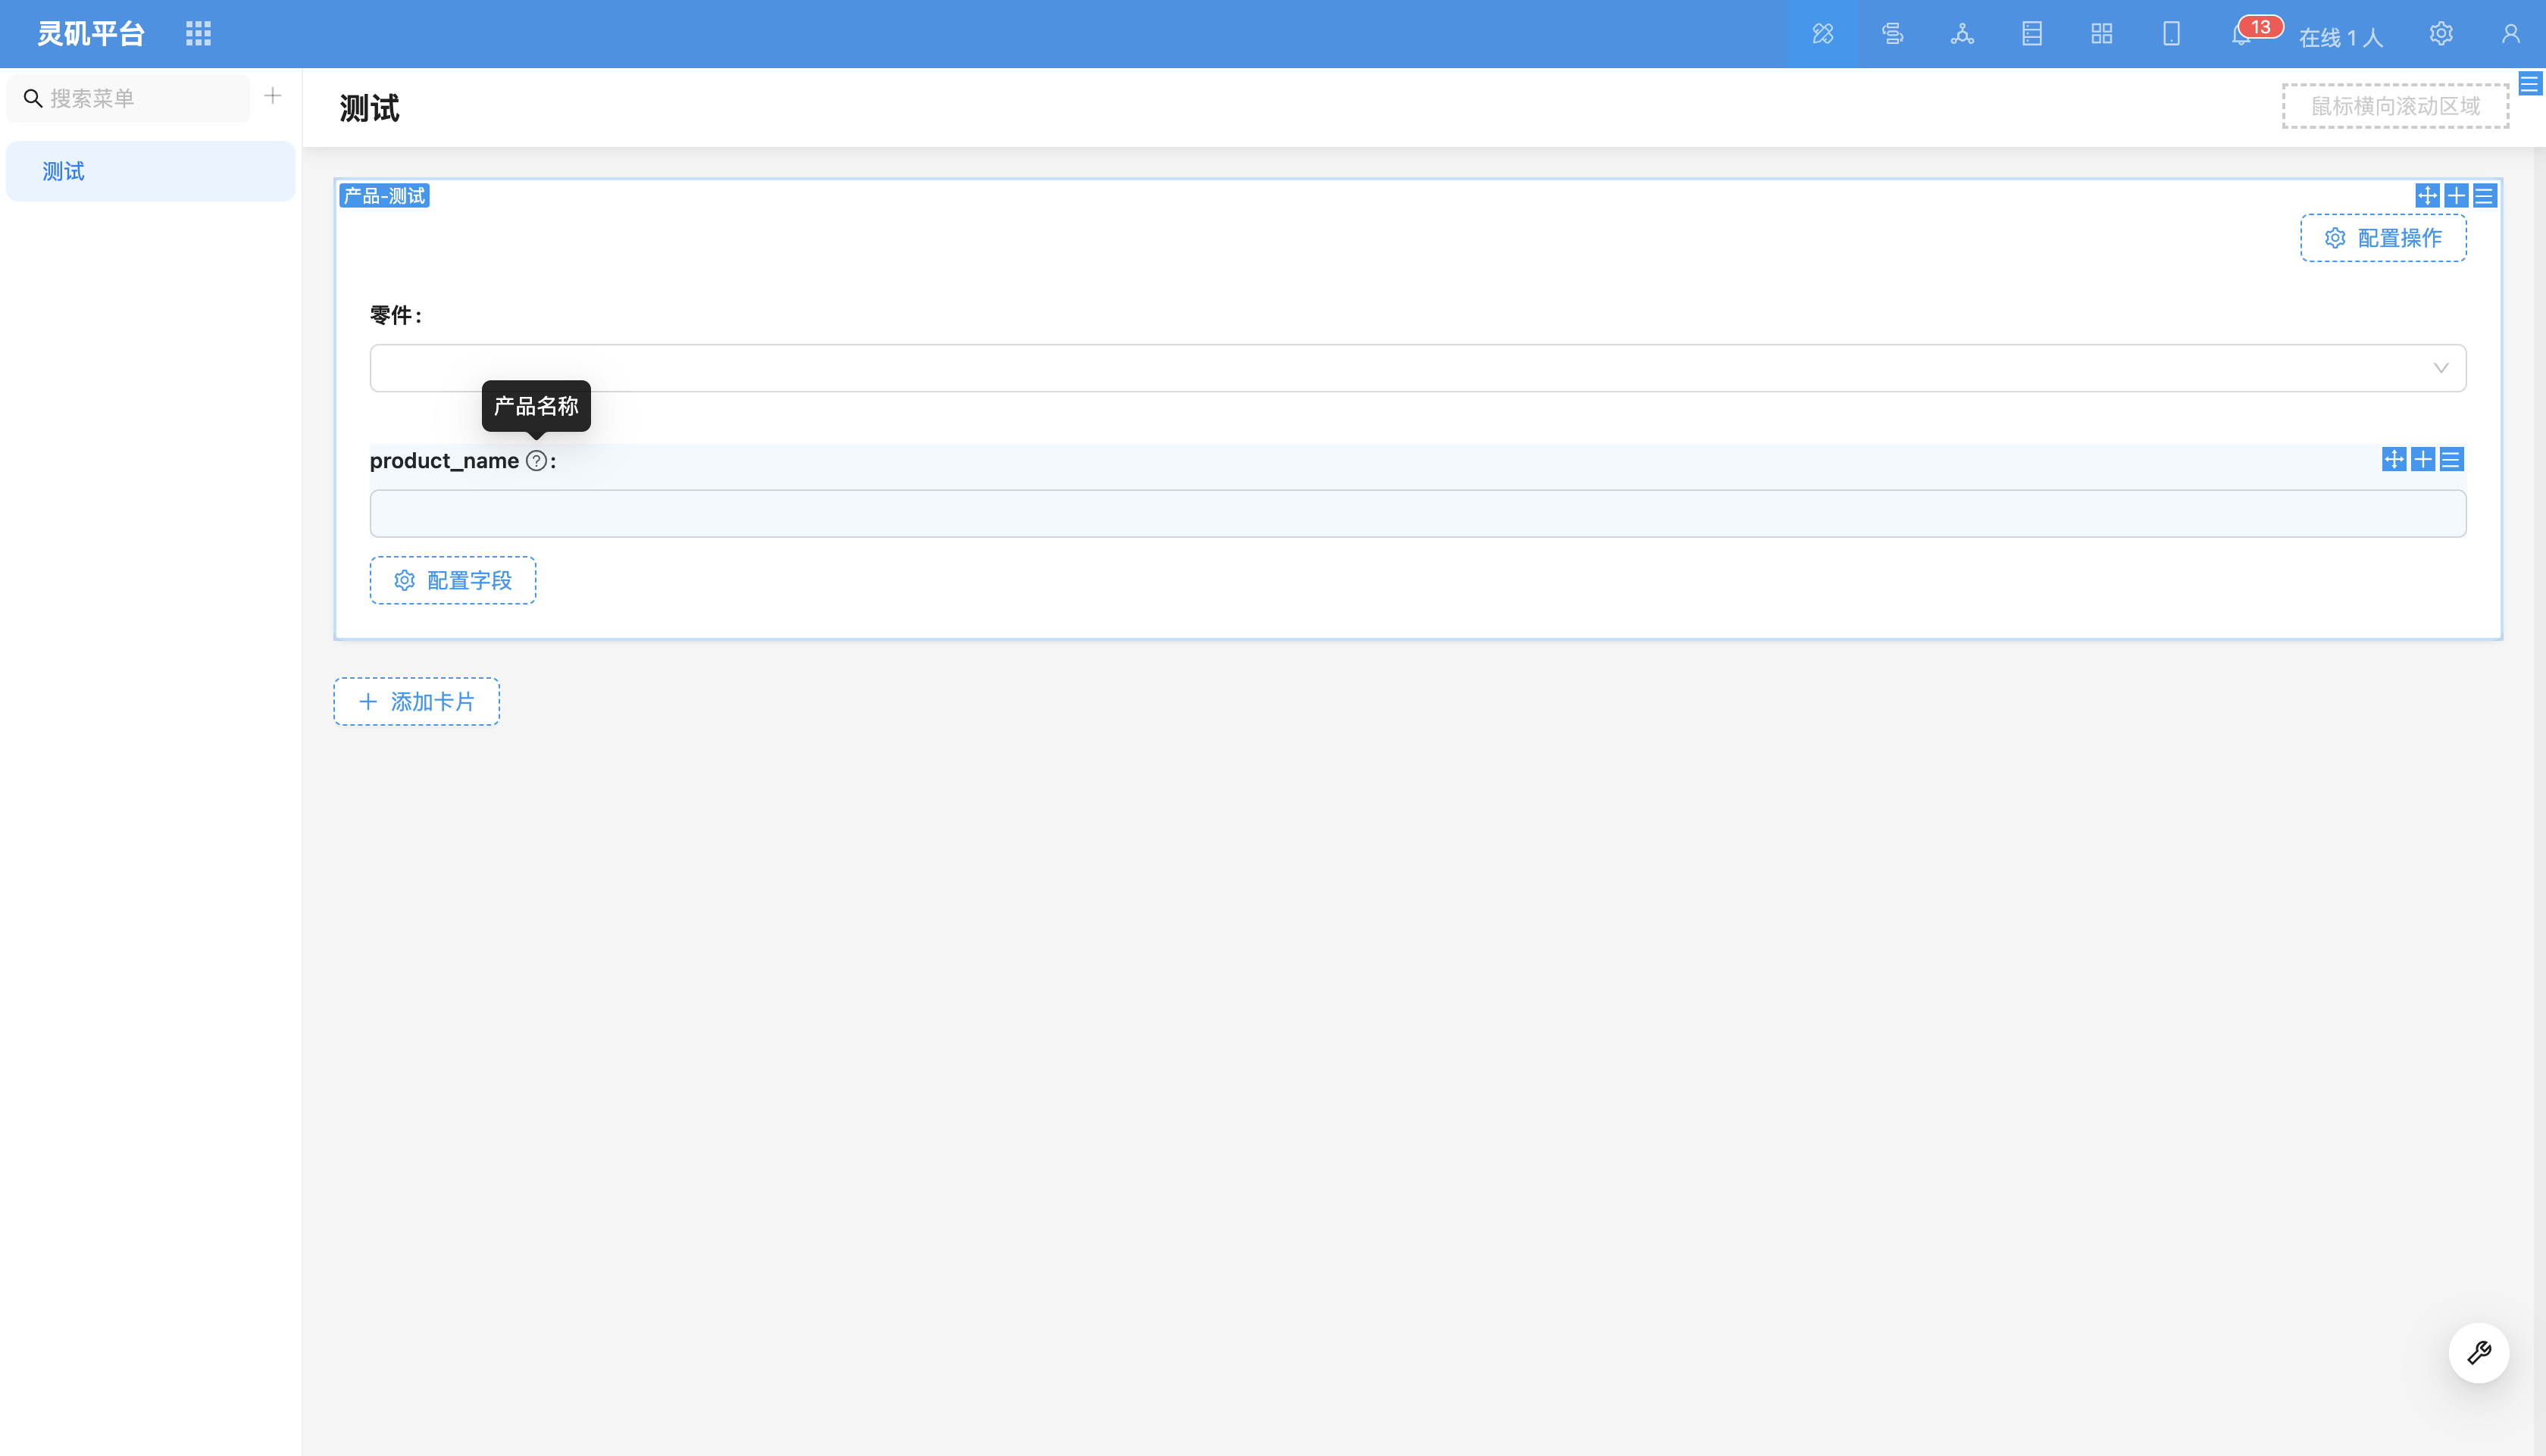 灵矶平台
13
在线 1 人
搜索菜单
测试
测试
鼠标横向滚动区域
产品-测试
配置操作
零件:
产品名称
product_name ?:
配置字段
添加卡片